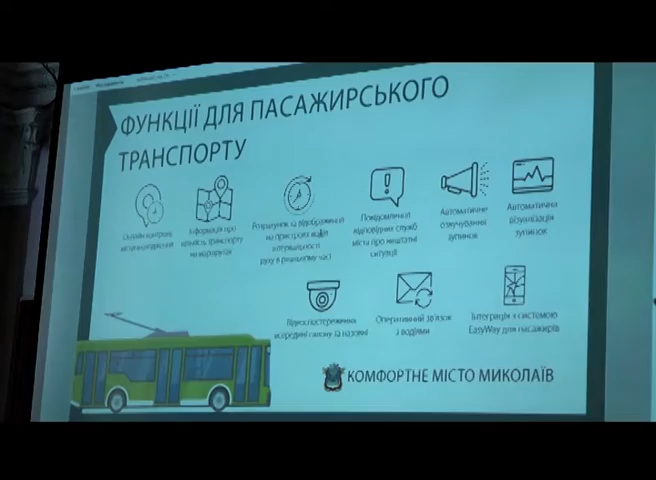 ФУНКЦІЇ ДЛЯ ПАСАЖИРСЬКОГО
ТРАНСПОРТУ
Онлайн контроль
місцезнаходження
Інформація про
кількість транспорту
на маршрутах
Розрахунок та відображення
на пристроях водія
інтервальності
руху в реальному часі
Повідомлення
відповідних служб
міста про нештатні
ситуації
Автоматичне
озвучування
зупинок
Автоматична
візуалізація
зупинок
Відеоспостереження
всередині салону та назовні
Оперативний зв'язок
з водіями
Інтеграція з системою
EasyWay для пасажирів
КОМФОРТНЕ МІСТО МИКОЛАЇВ